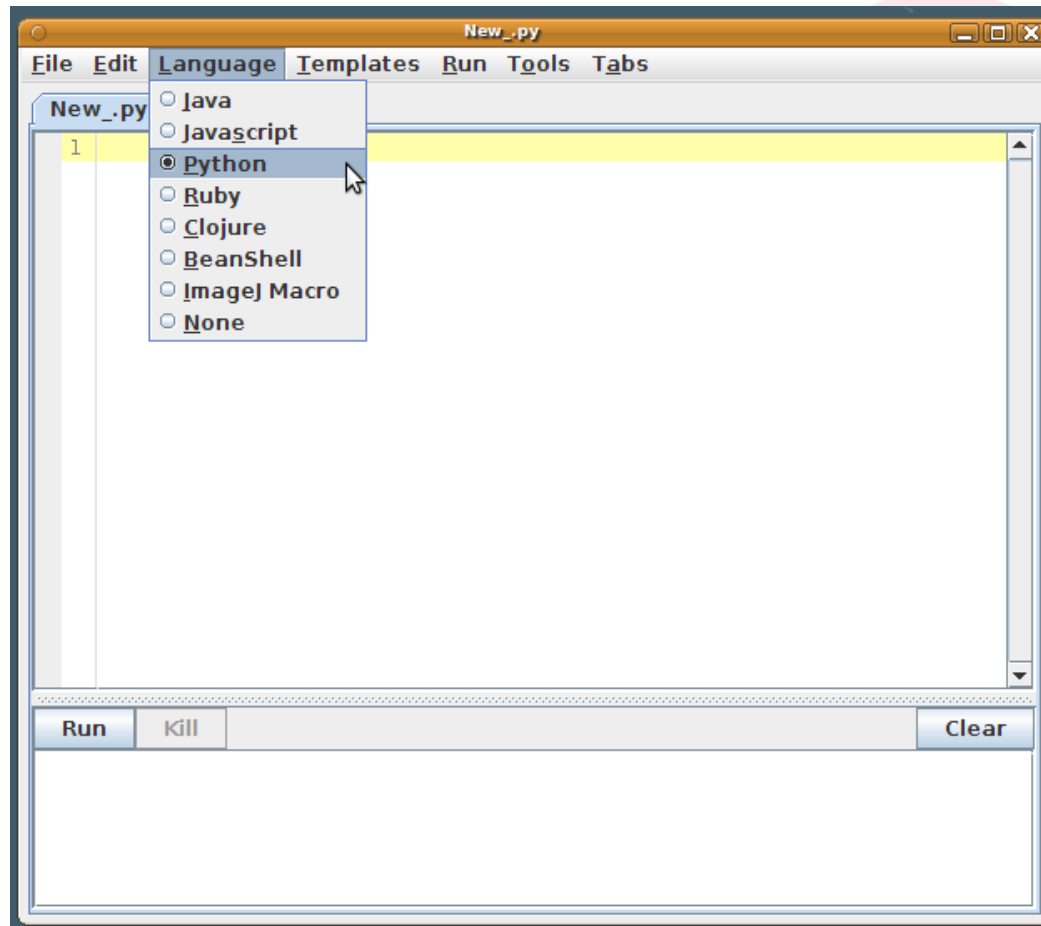 New_.py
File Edit Language Templates Run Tools Tabs
New_.py
Java
Javascript
Python
Ruby
Clojure
BeanShell
ImageJ Macro
None
1
Run Kill Clear